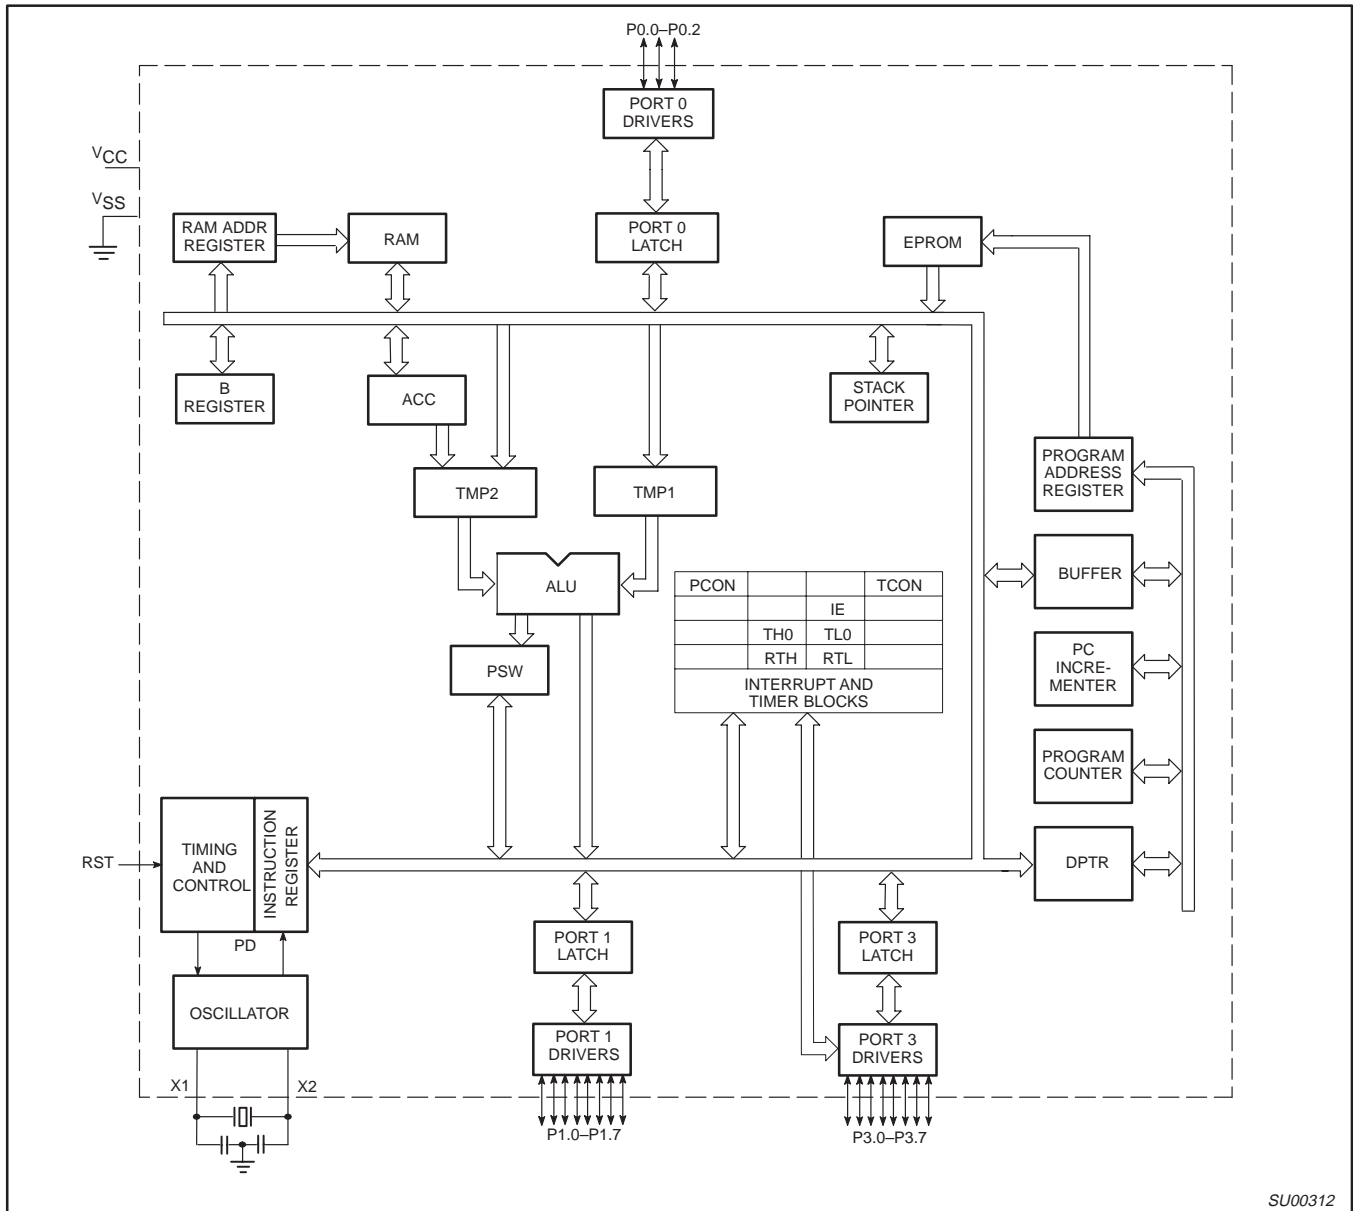 P0.0–P0.2
PORT 0
DRIVERS
VCC
VSS
RAM ADDR
REGISTER
RAM
PORT 0
LATCH
EPROM
B
REGISTER
ACC
STACK
POINTER
PROGRAM
ADDRESS
REGISTER
TMP2
TMP1
ALU
BUFFER
PCON
TCON
IE
TH0
TL0
RTH
RTL
INTERRUPT AND
TIMER BLOCKS
PSW
PC
INCRE-
MENTER
PROGRAM
COUNTER
RST
TIMING
AND
CONTROL
INSTRUCTION
REGISTER
DPTR
PD
PORT 1
LATCH
PORT 3
LATCH
OSCILLATOR
PORT 1
DRIVERS
PORT 3
DRIVERS
X1
X2
P1.0–P1.7
P3.0–P3.7
SU00312